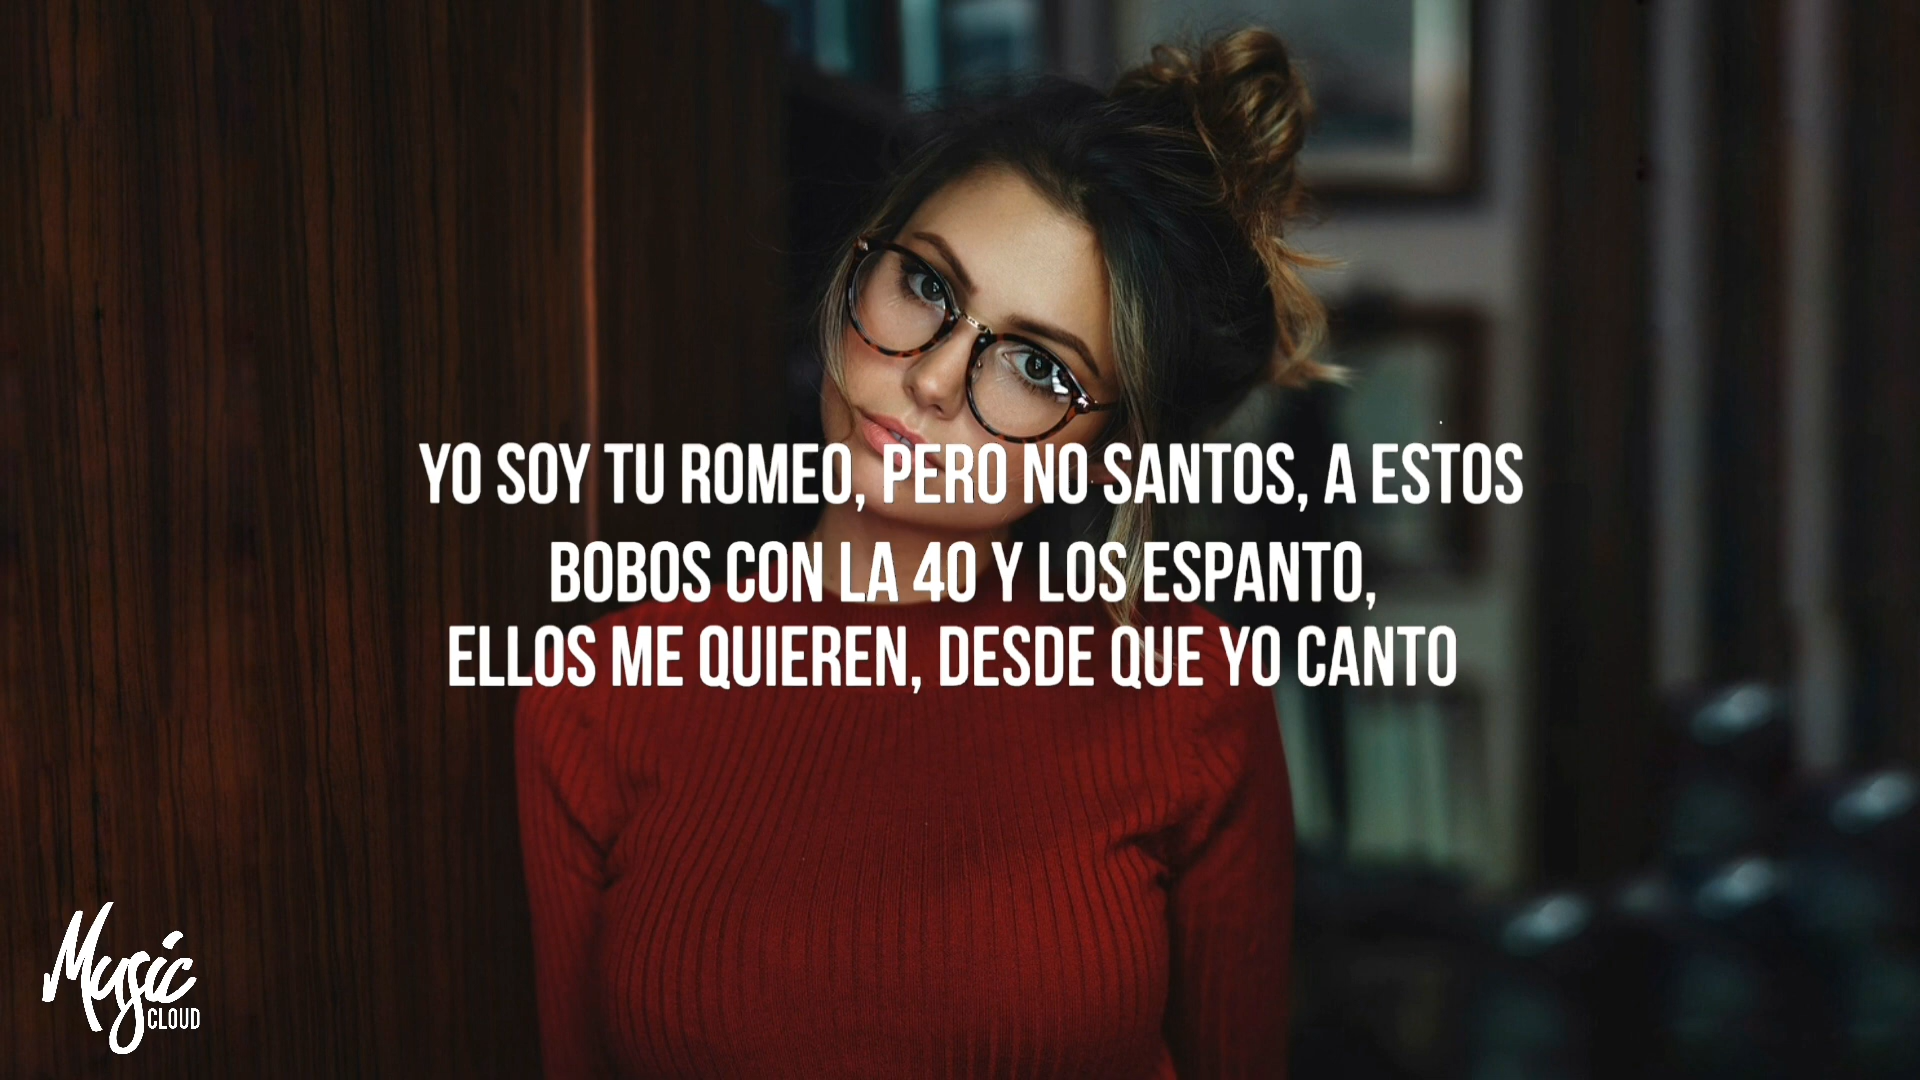 YO SOY TU ROMEO, PERO NO SANTOS, A ESTOS
BOBOS CON LA 40 Y LOS ESPANTO,
ELLOS ME QUIEREN, DESDE QUE YO CANTO
Music
CLOUD